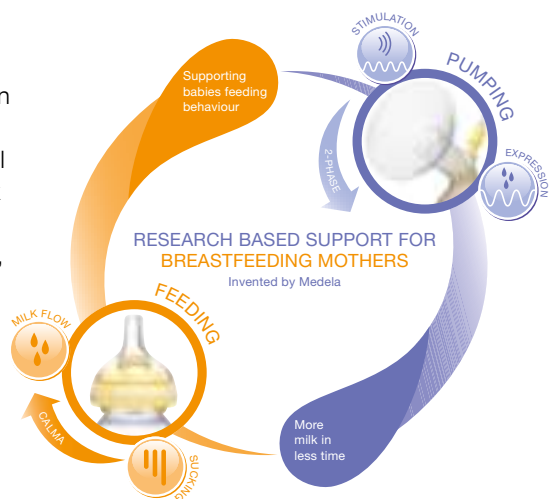 n
l
,
STIMULATION
PUMPING
EXPRESSION
2-PHASE
Supporting
babies feeding
behaviour
RESEARCH BASED SUPPORT FOR
BREASTFEEDING MOTHERS
Invented by Medela
FEEDING
MILK FLOW
CALMA
SUCKING
More
milk in
less time